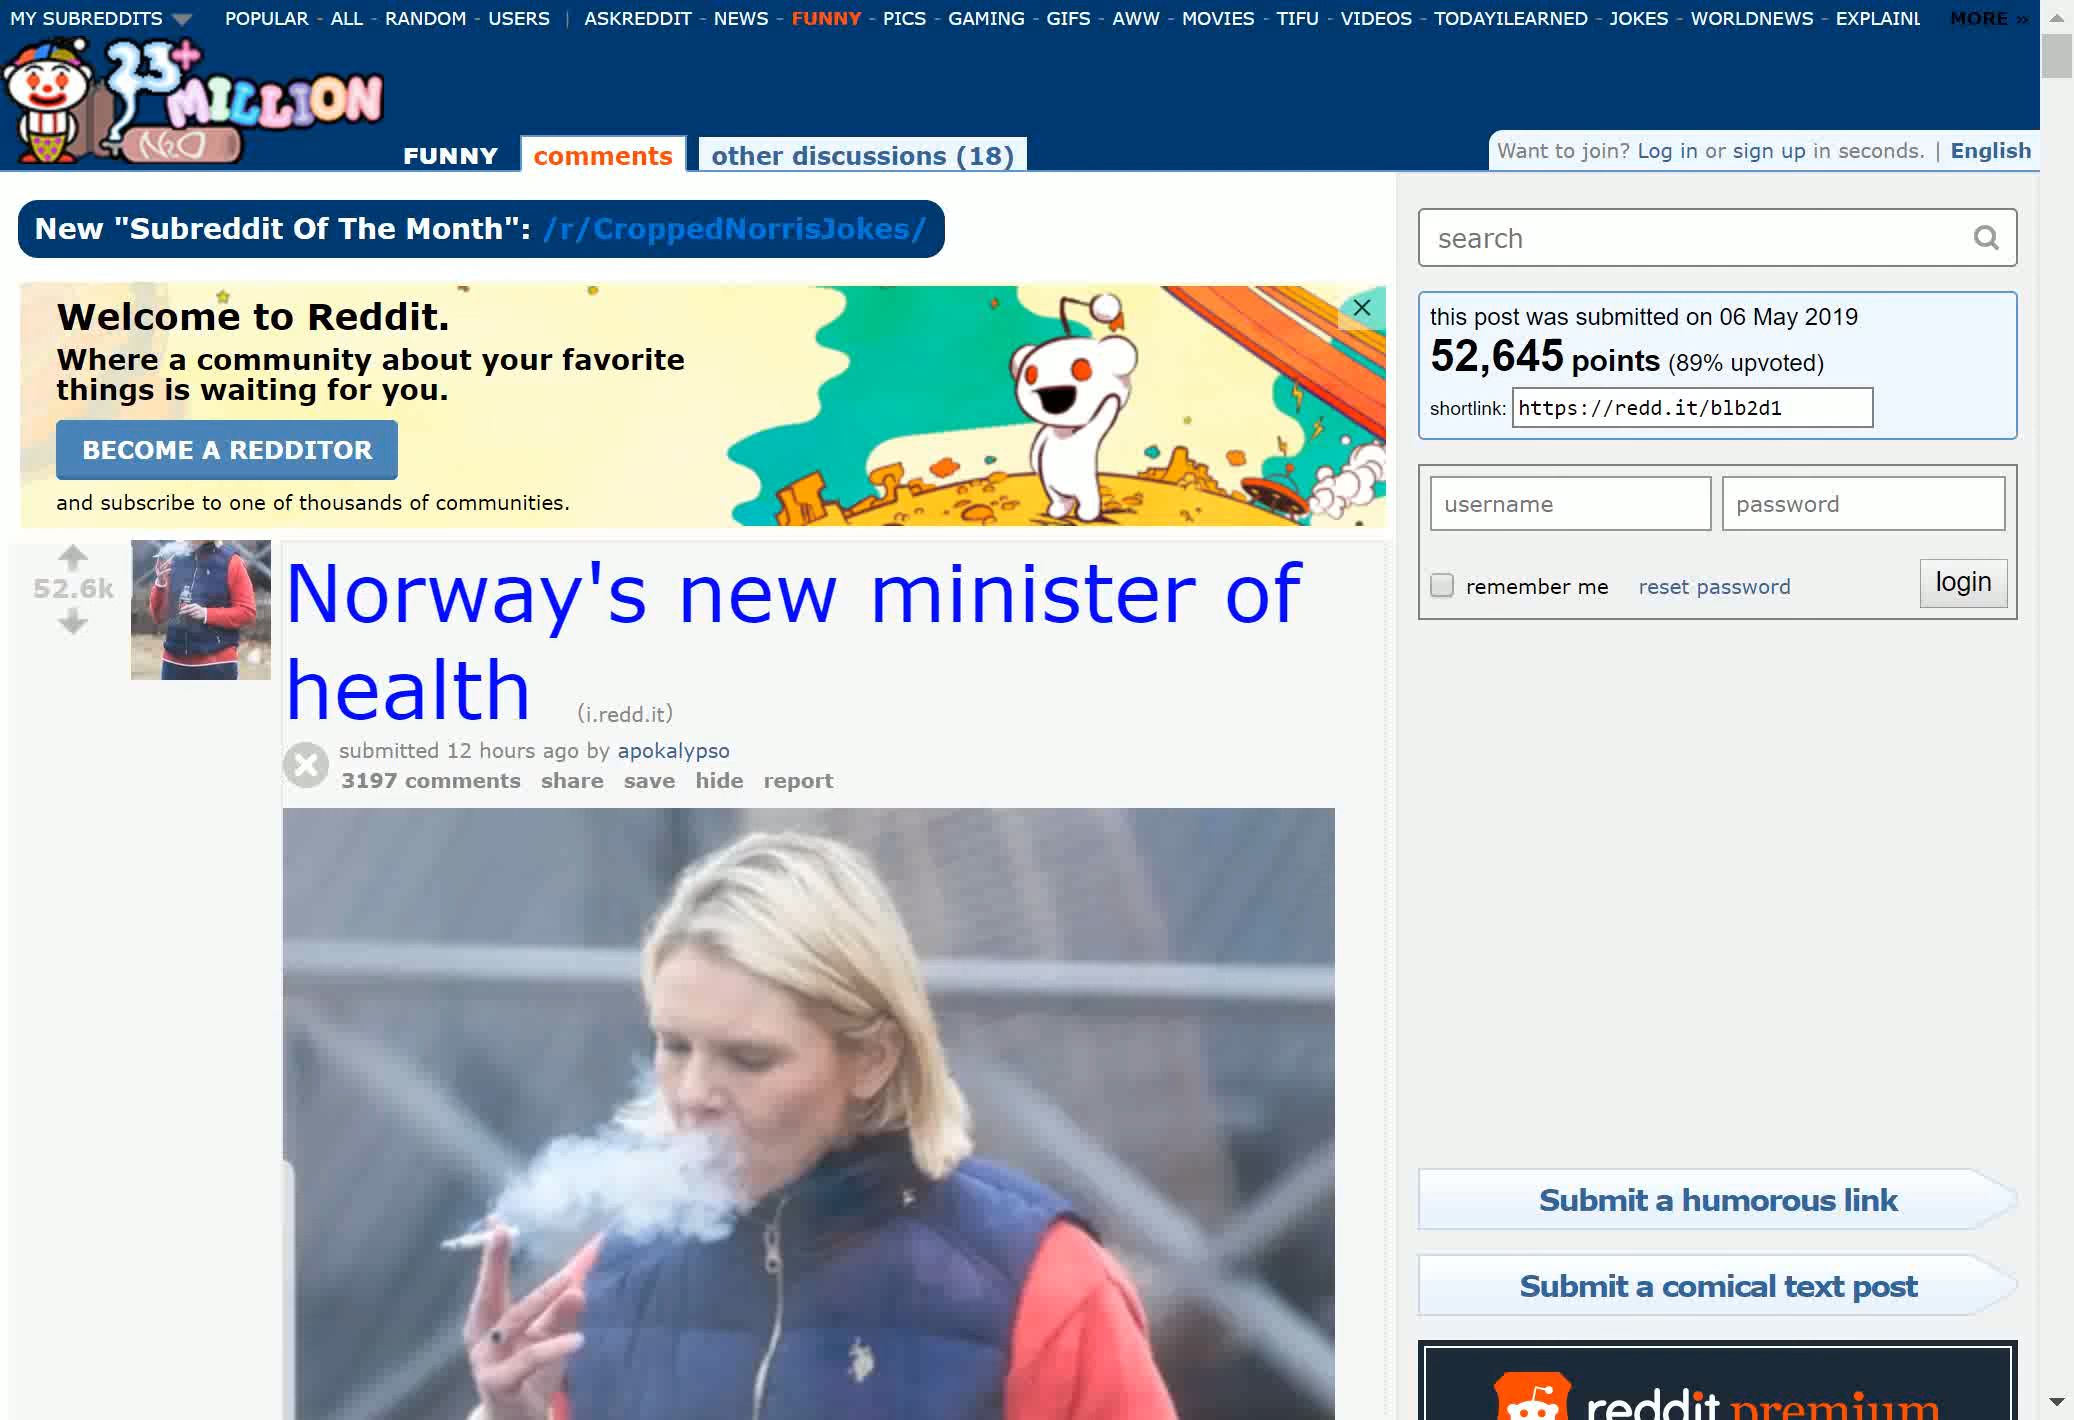 MY SUBREDDITS POPULAR - ALL - RANDOM - USERS | ASKREDDIT - NEWS - FUNNY - PICS - GAMING - GIFS - AWW - MOVIES - TIFU - VIDEOS - TODAYILEARNED - JOKES - WORLDNEWS - EXPLAINL MORE »
23+
MILLION
N2O
FUNNY comments other discussions (18)
Want to join? Log in or sign up in seconds. | English
New "Subreddit Of The Month": /r/CroppedNorrisJokes/
Welcome to Reddit.
Where a community about your favorite
things is waiting for you.
BECOME A REDDITOR
and subscribe to one of thousands of communities.
52.6k
Norway's new minister of
health (i.redd.it)
submitted 12 hours ago by apokalypso
3197 comments share save hide report
search
this post was submitted on 06 May 2019
52,645 points (89% upvoted)
shortlink: https://redd.it/blb2d1
username password
remember me reset password login
Submit a humorous link
Submit a comical text post
reddit premium